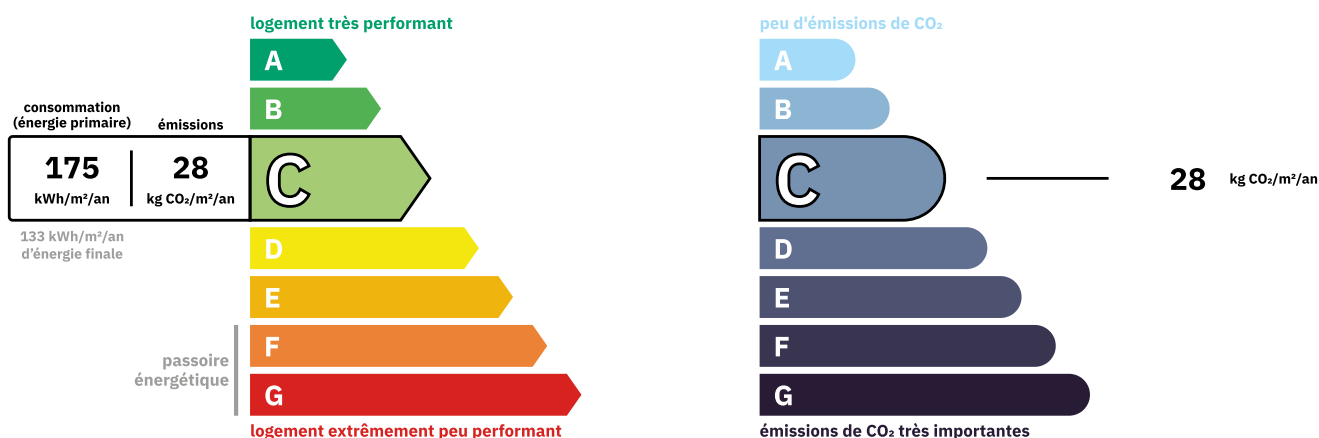 logement très performant
A
B
consommation
(énergie primaire)
émissions
175
kWh/m²/an
28
kg CO₂/m²/an
C
133 kWh/m²/an
d'énergie finale
D
E
passoire
énergétique
F
G
logement extrêmement peu performant
peu d'émissions de CO₂
A
B
C
28 kg CO₂/m²/an
D
E
F
G
émissions de CO₂ très importantes